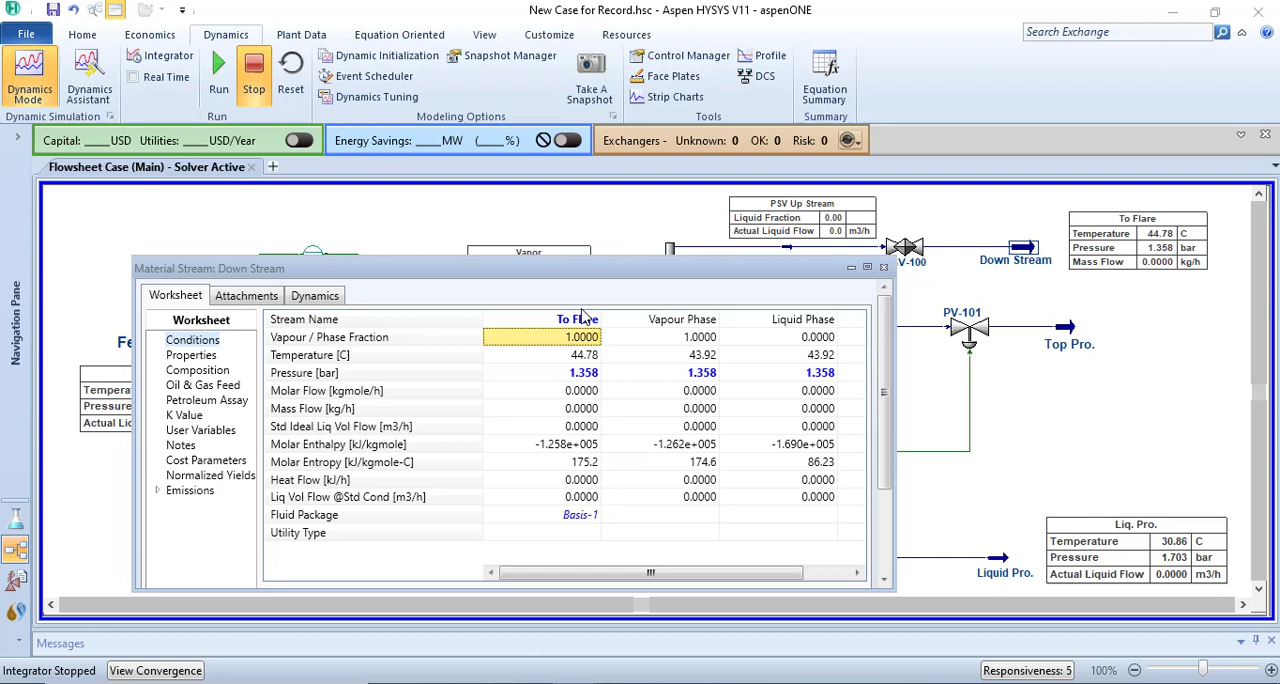 New Case for Record.hsc - Aspen HYSYS V11 - aspenONE
File Home Economics Dynamics Plant Data Equation Oriented View Customize Resources Search Exchange
Dynamics Mode
Dynamics Assistant
Dynamic Simulation
Integrator
Real Time
Run Stop Reset
Run
Dynamic Initialization
Event Scheduler
Dynamics Tuning
Snapshot Manager
Take A Snapshot
Modeling Options
Control Manager
Face Plates
Strip Charts
Profile
DCS
Tools
Equation Summary
Summary
Capital: ____USD Utilities: ____USD/Year
Energy Savings: ____MW (____%)
Exchangers - Unknown: 0 OK: 0 Risk: 0
Flowsheet Case (Main) - Solver Active
Navigation Pane
PSV Up Stream
Liquid Fraction 0.00
Actual Liquid Flow 0.0 m3/h
Vapor
V-100
Down Stream
To Flare
Temperature 44.78 C
Pressure 1.358 bar
Mass Flow 0.0000 kg/h
PV-101
Top Pro.
Fe
Tempera
Pressure
Actual Liq
Liquid Pro.
Liq. Pro.
Temperature 30.86 C
Pressure 1.703 bar
Actual Liquid Flow 0.0000 m3/h
Material Stream: Down Stream
Worksheet Attachments Dynamics
Worksheet
Conditions
Properties
Composition
Oil & Gas Feed
Petroleum Assay
K Value
User Variables
Notes
Cost Parameters
Normalized Yields
Emissions
Stream Name To Flare Vapour Phase Liquid Phase
Vapour / Phase Fraction 1.0000 1.0000 0.0000
Temperature [C] 44.78 43.92 43.92
Pressure [bar] 1.358 1.358 1.358
Molar Flow [kgmole/h] 0.0000 0.0000 0.0000
Mass Flow [kg/h] 0.0000 0.0000 0.0000
Std Ideal Liq Vol Flow [m3/h] 0.0000 0.0000 0.0000
Molar Enthalpy [kJ/kgmole] -1.258e+005 -1.262e+005 -1.690e+005
Molar Entropy [kJ/kgmole-C] 175.2 174.6 86.23
Heat Flow [kJ/h] 0.0000 0.0000 0.0000
Liq Vol Flow @Std Cond [m3/h] 0.0000 0.0000 0.0000
Fluid Package Basis-1
Utility Type
Messages
Integrator Stopped View Convergence Responsiveness: 5 100%